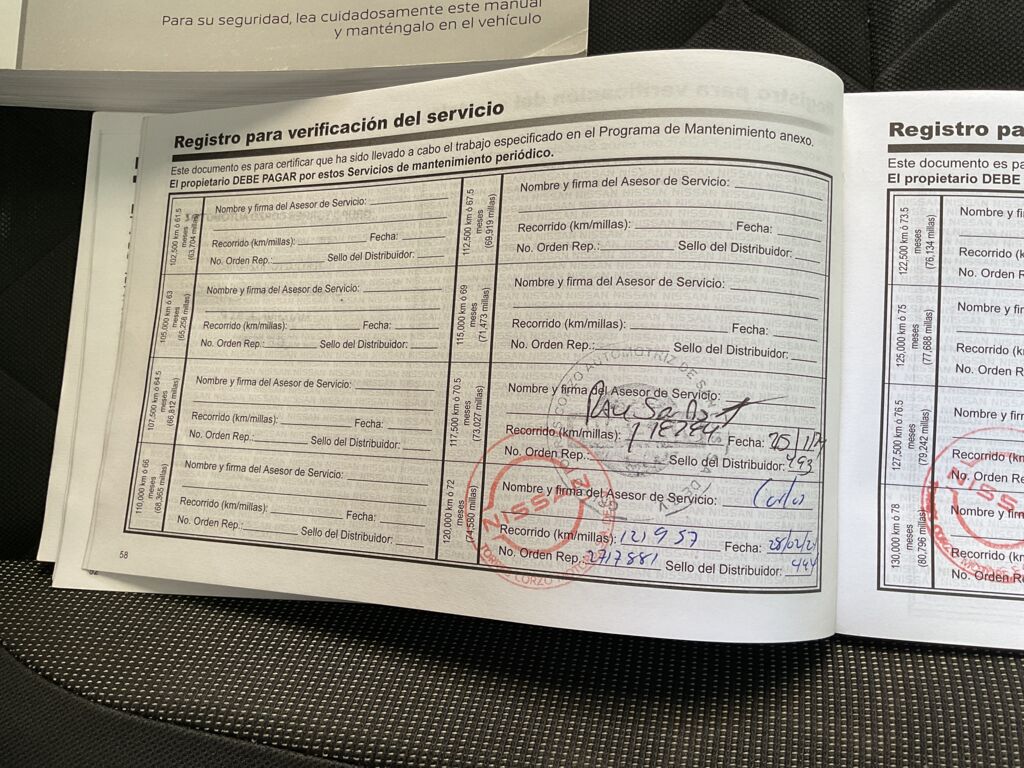 Para su seguridad, lea cuidadosamente este manual
y manténgalo en el vehículo
Registro para verificación del servicio
Este documento es para certificar que ha sido llevado a cabo el trabajo especificado en el Programa de Mantenimiento anexo.
El propietario DEBE PAGAR por estos Servicios de mantenimiento periódico.
102,500 km ó 61.5
meses
(63,704 millas)
Nombre y firma del Asesor de Servicio:
Recorrido (km/millas): Fecha:
No. Orden Rep.: Sello del Distribuidor:
105,000 km ó 63
meses
(65,258 millas)
Nombre y firma del Asesor de Servicio:
Recorrido (km/millas): Fecha:
No. Orden Rep.: Sello del Distribuidor:
107,500 km ó 64.5
meses
(66,812 millas)
Nombre y firma del Asesor de Servicio:
Recorrido (km/millas): Fecha:
No. Orden Rep.: Sello del Distribuidor:
110,000 km ó 66
meses
(68,365 millas)
Nombre y firma del Asesor de Servicio:
Recorrido (km/millas): Fecha:
No. Orden Rep.: Sello del Distribuidor:
58
112,500 km ó 67.5
meses
(69,919 millas)
Nombre y firma del Asesor de Servicio:
Recorrido (km/millas): Fecha:
No. Orden Rep.: Sello del Distribuidor:
115,000 km ó 69
meses
(71,473 millas)
Nombre y firma del Asesor de Servicio:
Recorrido (km/millas): Fecha:
No. Orden Rep.: Sello del Distribuidor:
117,500 km ó 70.5
meses
(73,027 millas)
Nombre y firma del Asesor de Servicio:
Recorrido (km/millas): Fecha: 25
No. Orden Rep.: Sello del Distribuidor: 493
120,000 km ó 72
meses
(74,580 millas)
Nombre y firma del Asesor de Servicio:
Recorrido (km/millas): 121957 Fecha: 28/02/
No. Orden Rep.: 2717881 Sello del Distribuidor: 494
NISSAN
Registro pa
Este documento es pa
El propietario DEBE
122,500 km ó 73.5
meses
(76,134 millas)
Nombre y firm
Recorrido (k
No. Orden R
125,000 km ó 75
meses
(77,688 millas)
Nombre y firm
Recorrido (k
No. Orden R
127,500 km ó 76.5
meses
(79,242 millas)
Nombre y fir
Recorrido (k
No. Orden Re
130,000 km ó 78
meses
(80,796 millas)
Nombre y firm
Recorrido (k
No. Orden Re
NISS